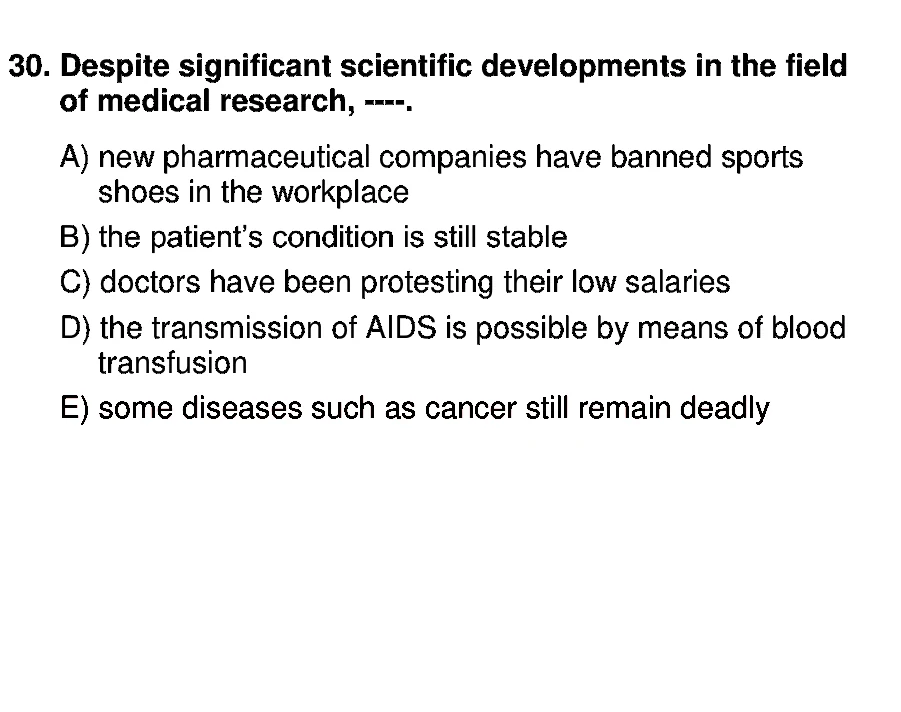 30. Despite significant scientific developments in the field
of medical research, ----.
A) new pharmaceutical companies have banned sports
shoes in the workplace
B) the patient's condition is still stable
C) doctors have been protesting their low salaries
D) the transmission of AIDS is possible by means of blood
transfusion
E) some diseases such as cancer still remain deadly